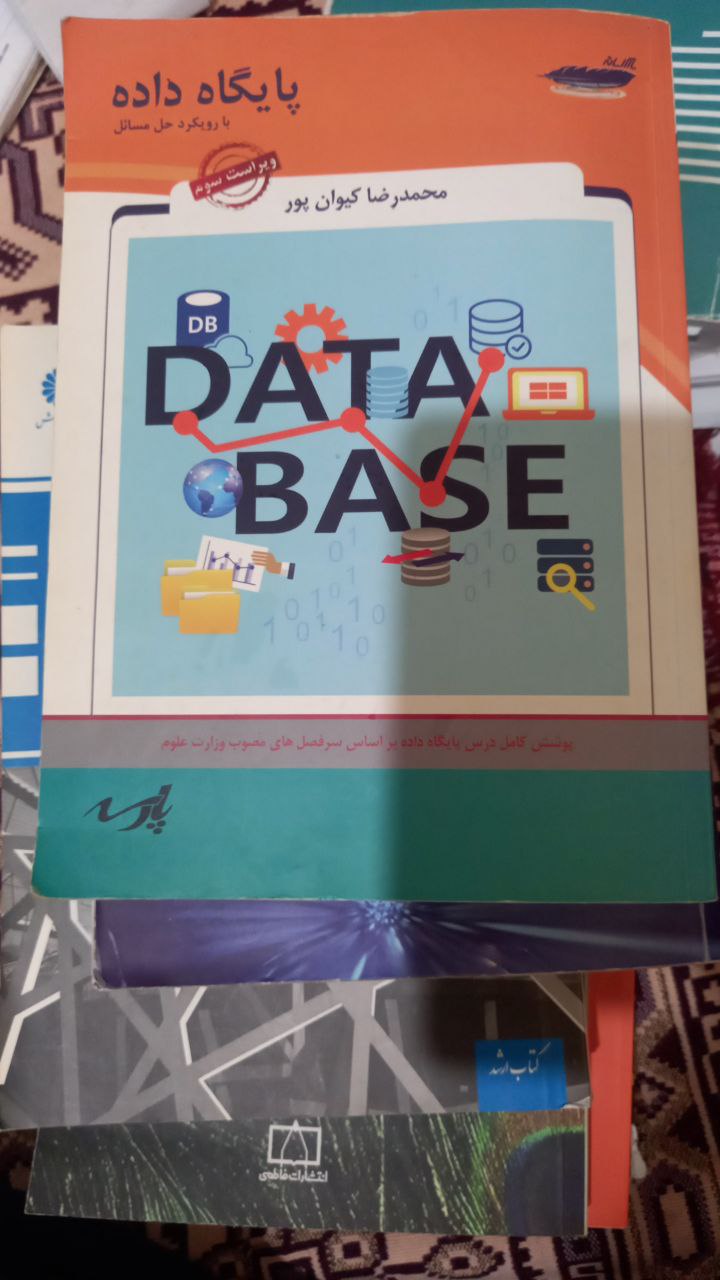 پایگاه داده
با رویکرد حل مسائل
ویراست سوم
محمدرضا کیوان پور
DB
DATA
BASE
پوشش کامل درس پایگاه داده بر اساس سرفصل های مصوب وزارت علوم
پارسه
کتاب ارشد
انتشارات فاطمی